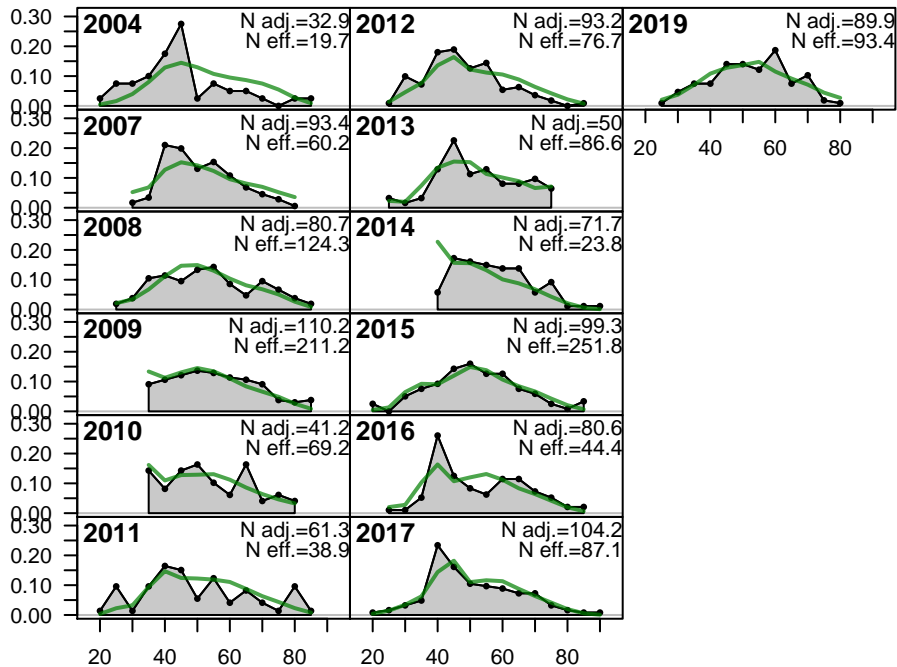 0.30
0.20
0.10
0.00
2004
N adj.=32.9
N eff.=19.7
2012
N adj.=93.2
N eff.=76.7
2019
N adj.=89.9
N eff.=93.4
20 40 60 80
0.30
0.20
0.10
0.00
2007
N adj.=93.4
N eff.=60.2
2013
N adj.=50
N eff.=86.6
0.30
0.20
0.10
0.00
2008
N adj.=80.7
N eff.=124.3
2014
N adj.=71.7
N eff.=23.8
0.30
0.20
0.10
0.00
2009
N adj.=110.2
N eff.=211.2
2015
N adj.=99.3
N eff.=251.8
0.30
0.20
0.10
0.00
2010
N adj.=41.2
N eff.=69.2
2016
N adj.=80.6
N eff.=44.4
0.30
0.20
0.10
0.00
2011
N adj.=61.3
N eff.=38.9
2017
N adj.=104.2
N eff.=87.1
20 40 60 80 20 40 60 80